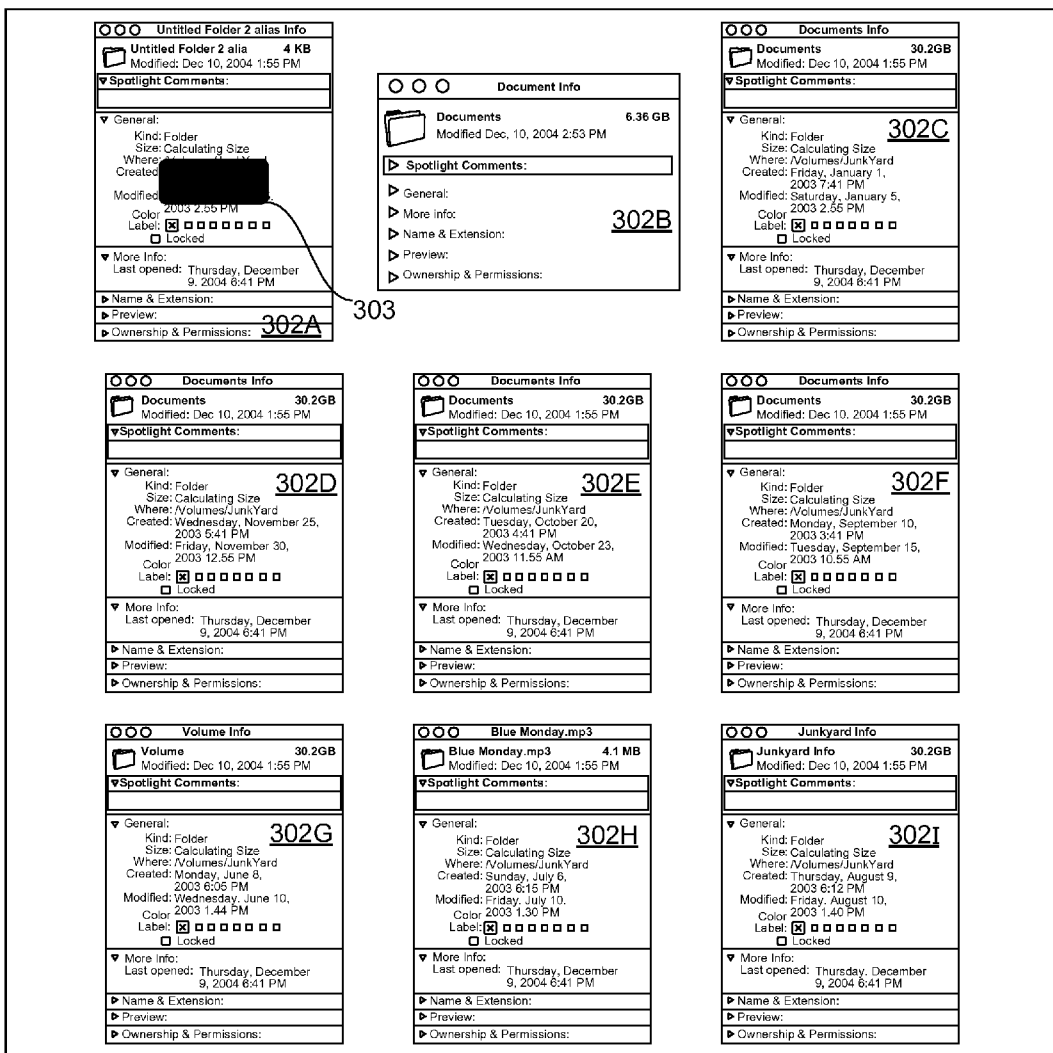 Untitled Folder 2 alias Info
Untitled Folder 2 alia 4 KB
Modified: Dec 10, 2004 1:55 PM
Spotlight Comments:
General:
Kind: Folder
Size: Calculating Size
Where: /Volumes/JunkYard
Created
Modified
2003 2.55 PM
Color
Label:
Locked
More Info:
Last opened: Thursday, December
9, 2004 6:41 PM
Name & Extension:
Preview:
Ownership & Permissions: 302A
303
Document Info
Documents 6.36 GB
Modified Dec, 10, 2004 2:53 PM
Spotlight Comments:
General:
More info:
302B
Name & Extension:
Preview:
Ownership & Permissions:
Documents Info
Documents 30.2GB
Modified: Dec 10, 2004 1:55 PM
Spotlight Comments:
General:
302C
Kind: Folder
Size: Calculating Size
Where: /Volumes/JunkYard
Created: Friday, January 1,
2003 7:41 PM
Modified: Saturday, January 5,
2003 2.55 PM
Color
Label:
Locked
More Info:
Last opened: Thursday, December
9, 2004 6:41 PM
Name & Extension:
Preview:
Ownership & Permissions:
Documents Info
Documents 30.2GB
Modified: Dec 10, 2004 1:55 PM
Spotlight Comments:
General:
302D
Kind: Folder
Size: Calculating Size
Where: /Volumes/JunkYard
Created: Wednesday, November 25,
2003 5:41 PM
Modified: Friday, November 30,
2003 12.55 PM
Color
Label:
Locked
More Info:
Last opened: Thursday, December
9, 2004 6:41 PM
Name & Extension:
Preview:
Ownership & Permissions:
Documents Info
Documents 30.2GB
Modified: Dec 10, 2004 1:55 PM
Spotlight Comments:
General:
302E
Kind: Folder
Size: Calculating Size
Where: /Volumes/JunkYard
Created: Tuesday, October 20,
2003 4:41 PM
Modified: Wednesday, October 23,
2003 11.55 AM
Color
Label:
Locked
More Info:
Last opened: Thursday, December
9, 2004 6:41 PM
Name & Extension:
Preview:
Ownership & Permissions:
Documents Info
Documents 30.2GB
Modified: Dec 10, 2004 1:55 PM
Spotlight Comments:
General:
302F
Kind: Folder
Size: Calculating Size
Where: /Volumes/JunkYard
Created: Monday, September 10,
2003 3:41 PM
Modified: Tuesday, September 15,
2003 10.55 AM
Color
Label:
Locked
More Info:
Last opened: Thursday, December
9, 2004 6:41 PM
Name & Extension:
Preview:
Ownership & Permissions:
Volume Info
Volume 30.2GB
Modified: Dec 10, 2004 1:55 PM
Spotlight Comments:
General:
302G
Kind: Folder
Size: Calculating Size
Where: /Volumes/JunkYard
Created: Monday, June 8,
2003 6:05 PM
Modified: Wednesday. June 10,
2003 1.44 PM
Color
Label:
Locked
More Info:
Last opened: Thursday, December
9, 2004 6:41 PM
Name & Extension:
Preview:
Ownership & Permissions:
Blue Monday.mp3
Blue Monday.mp3 4.1 MB
Modified: Dec 10, 2004 1:55 PM
Spotlight Comments:
General:
302H
Kind: Folder
Size: Calculating Size
Where: /Volumes/JunkYard
Created: Sunday, July 6,
2003 6:15 PM
Modified: Friday. July 10,
2003 1.30 PM
Color
Label:
Locked
More Info:
Last opened: Thursday, December
9, 2004 6:41 PM
Name & Extension:
Preview:
Ownership & Permissions:
Junkyard Info
Junkyard Info 30.2GB
Modified: Dec 10, 2004 1:55 PM
Spotlight Comments:
General:
302I
Kind: Folder
Size: Calculating Size
Where: /Volumes/JunkYard
Created: Thursday, August 9,
2003 6:12 PM
Modified: Friday. August 10,
2003 1.40 PM
Color
Label:
Locked
More Info:
Last opened: Thursday. December
9, 2004 6:41 PM
Name & Extension:
Preview:
Ownership & Permissions: